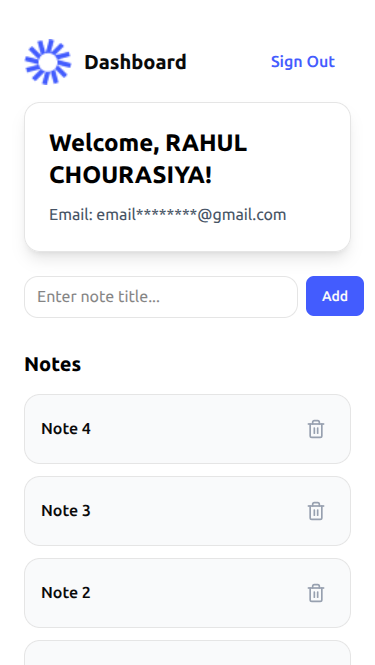 Dashboard
Sign Out
Welcome, RAHUL
CHOURASIYA!
Email: email********@gmail.com
Enter note title...
Add
Notes
Note 4
Note 3
Note 2